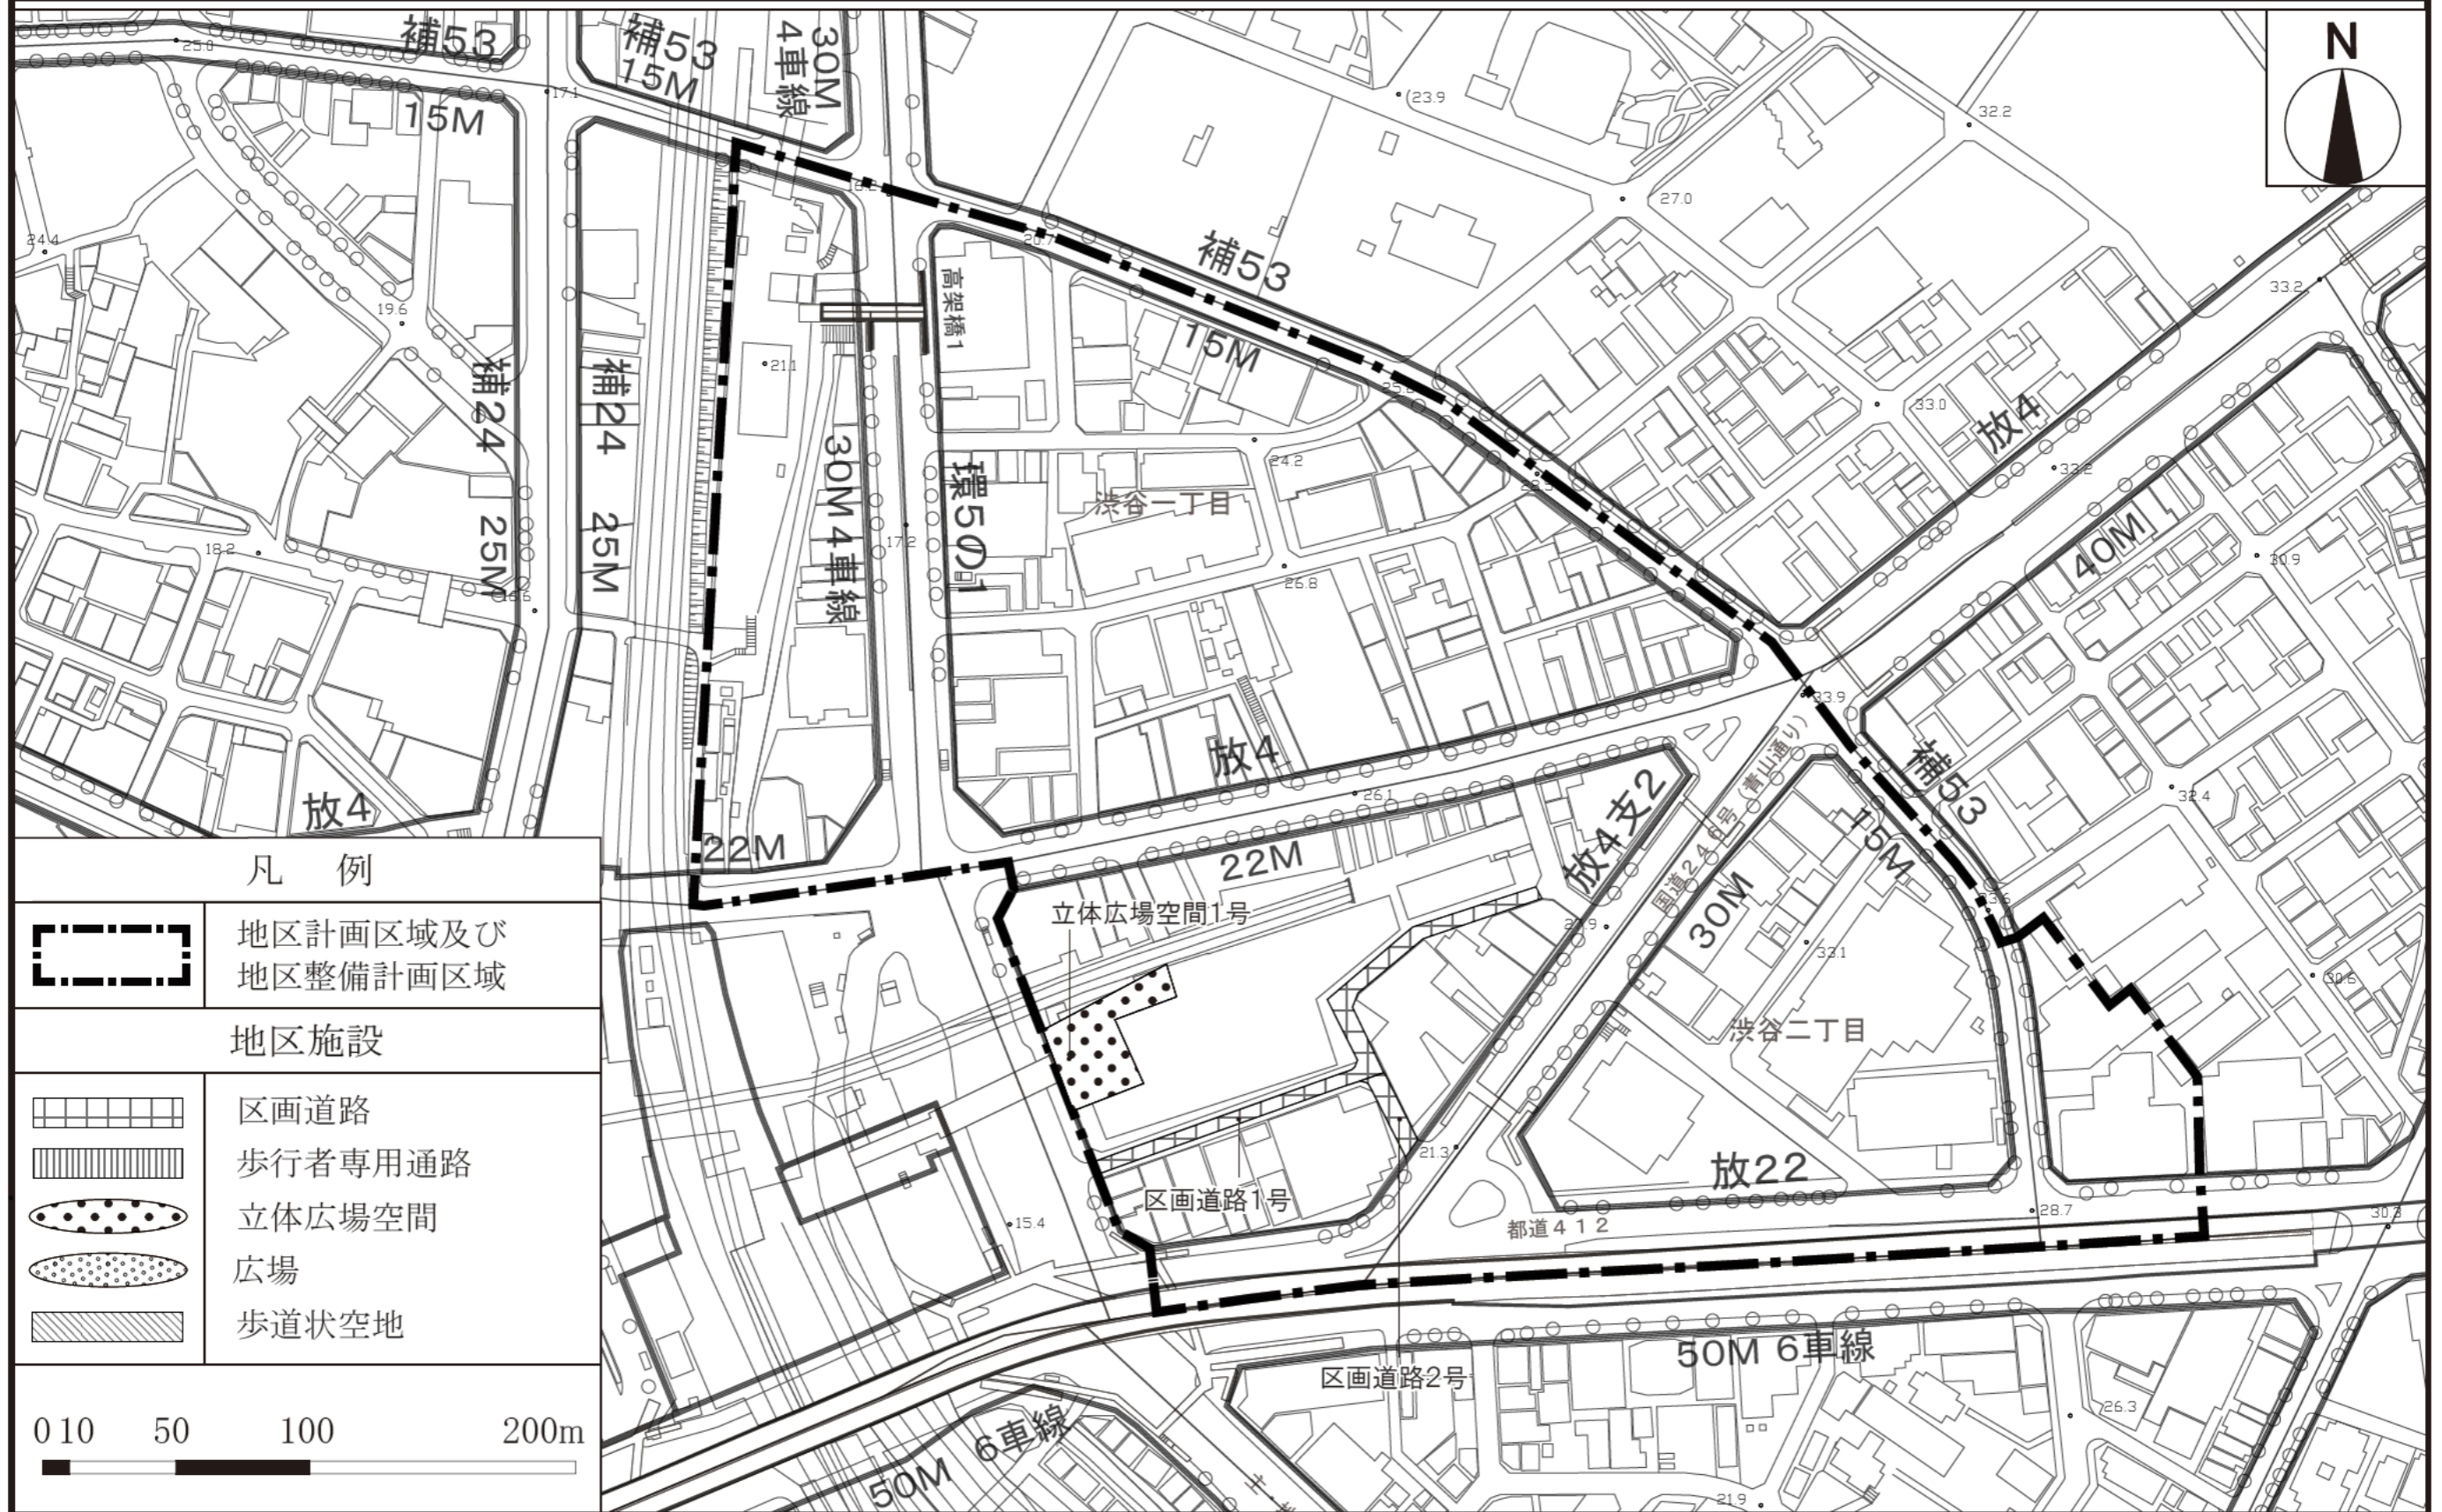 補53
25.0
15M
17.1
補53
15M
30M
4車線
N
(23.9
32.2
27.0
16.2
20.7
補53
15M
24.4
19.6
21.1
高架橋1
33.2
33.0
放4
33.2
補24
25M
補24
25M
30M4車線
環5の1
渋谷一丁目
24.2
17.2
26.8
18.2
16.6
40M
30.9
33.9
放4
放4
26.1
放4支2
国道246号(青山通り)
補53
15M
32.4
22M
22M
30M
33.1
渋谷二丁目
30.6
立体広場空間1号
21.3
区画道路1号
15.4
放22
都道412
28.7
30.3
区画道路2号
50M 6車線
50M 6車線
26.3
21.9
凡 例
地区計画区域及び
地区整備計画区域
地区施設
区画道路
歩行者専用通路
立体広場空間
広場
歩道状空地
0 10 50 100 200m